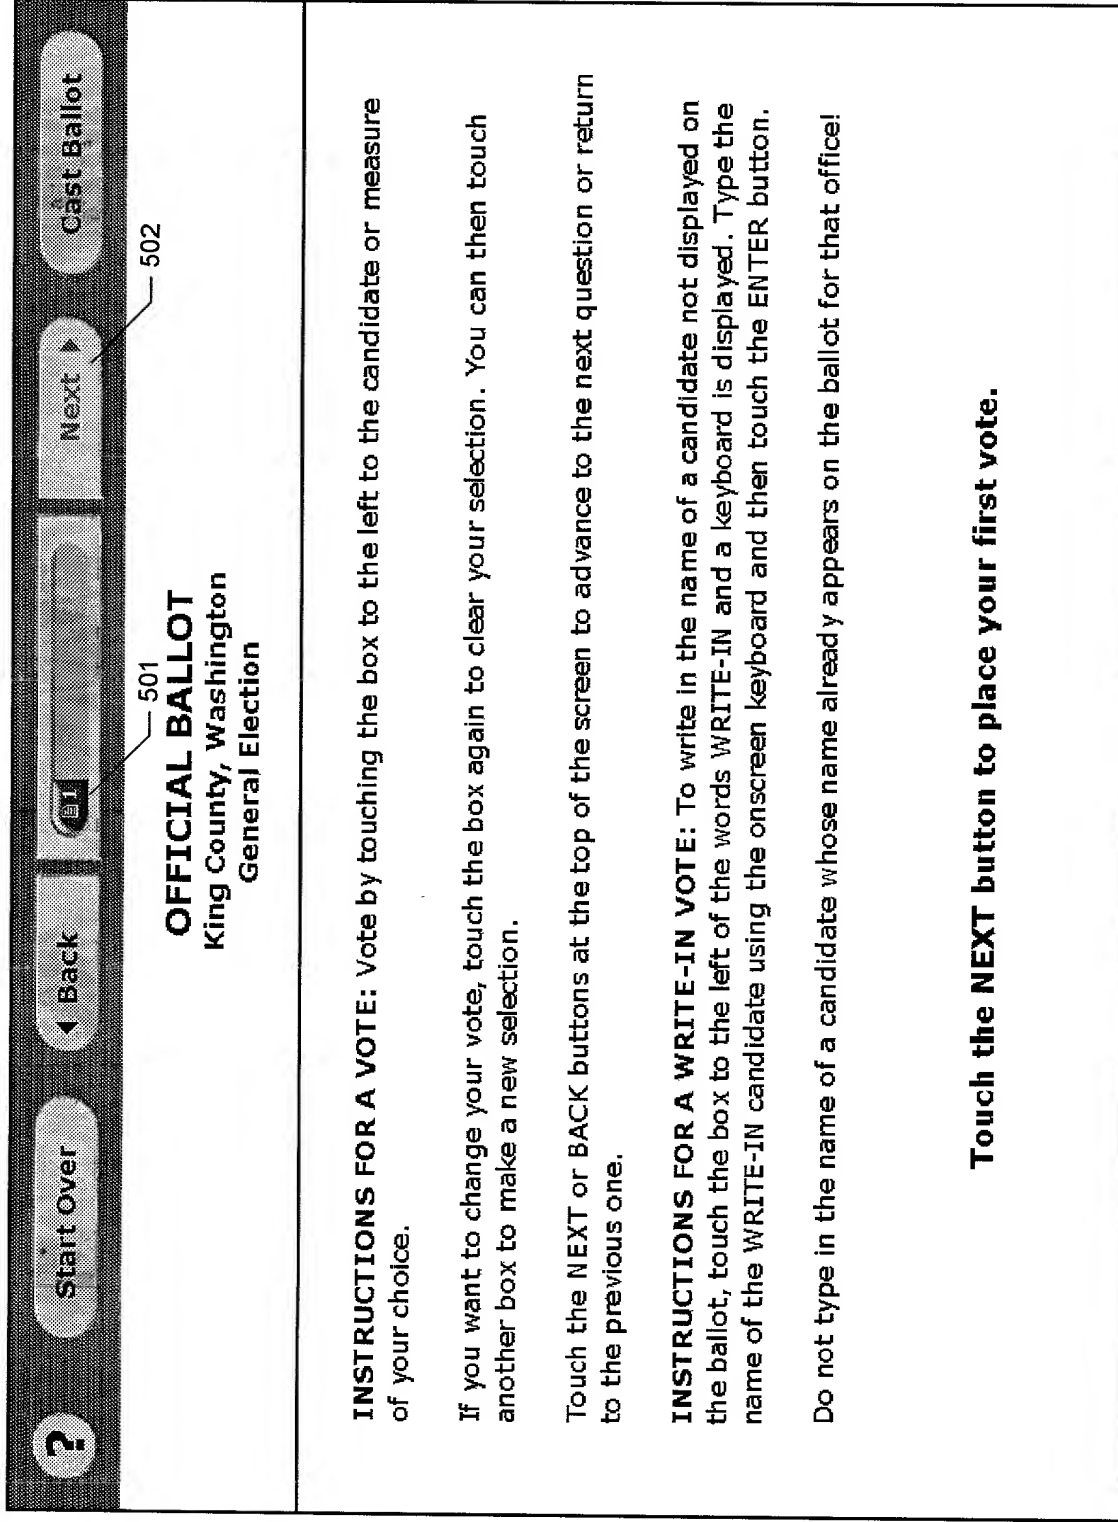 ?
Start Over
◄ Back
Next ►
Cast Ballot
501
502
OFFICIAL BALLOT
King County, Washington
General Election
INSTRUCTIONS FOR A VOTE: Vote by touching the box to the left to the candidate or measure
of your choice.
If you want to change your vote, touch the box again to clear your selection. You can then touch
another box to make a new selection.
Touch the NEXT or BACK buttons at the top of the screen to advance to the next question or return
to the previous one.
INSTRUCTIONS FOR A WRITE-IN VOTE: To write in the name of a candidate not displayed on
the ballot, touch the box to the left of the words WRITE-IN and a keyboard is displayed. Type the
name of the WRITE-IN candidate using the onscreen keyboard and then touch the ENTER button.
Do not type in the name of a candidate whose name already appears on the ballot for that office!
Touch the NEXT button to place your first vote.